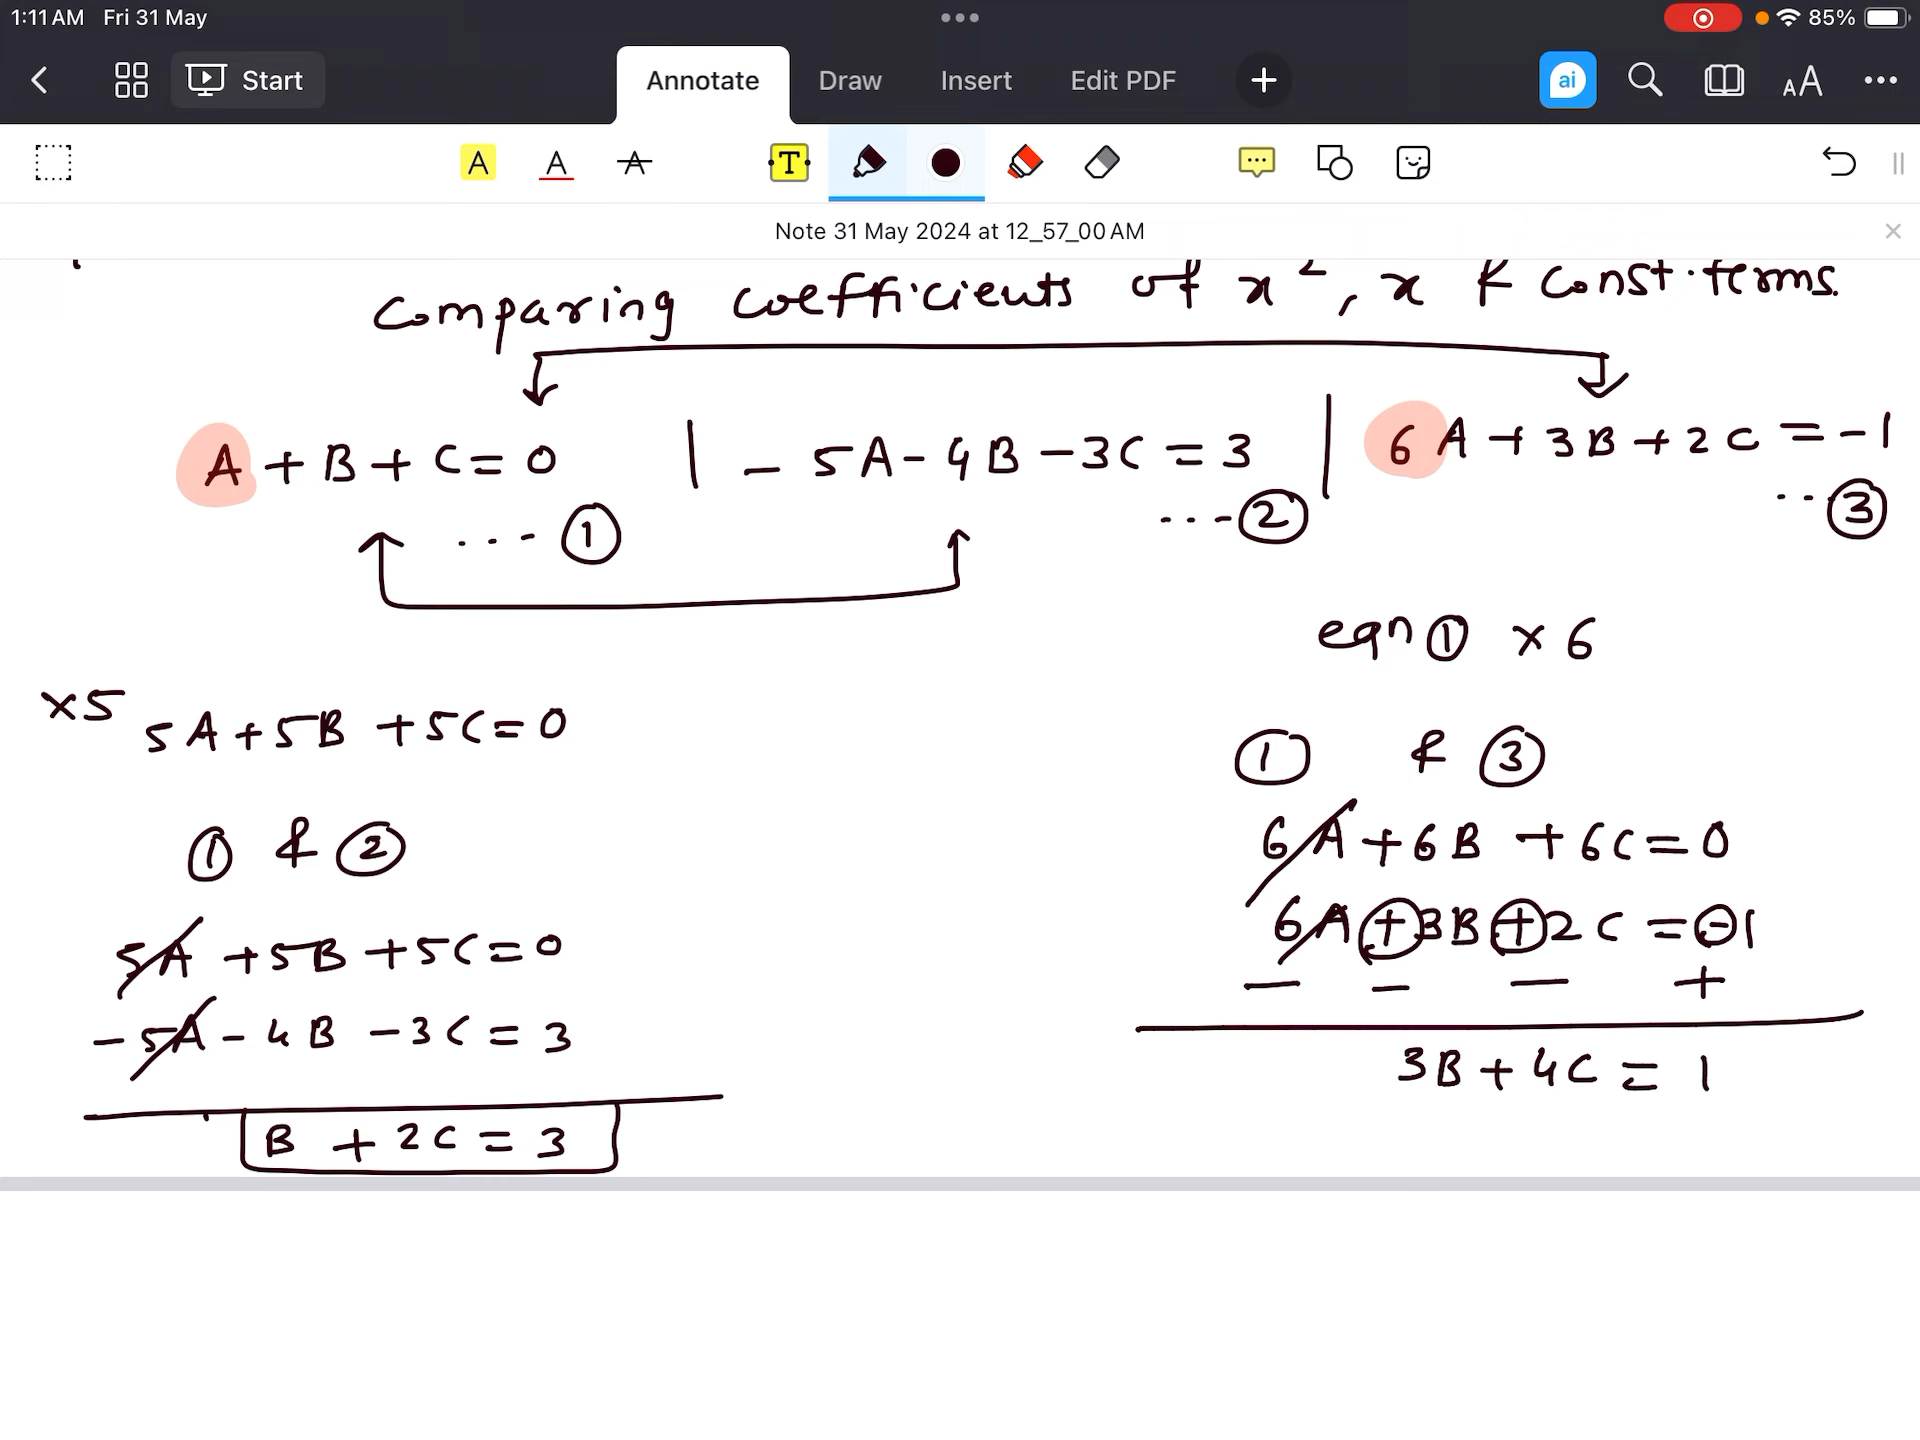 1:11 AM Fri 31 May
85%
Start
Annotate
Draw
Insert
Edit PDF
ai
AA
A A A T
Note 31 May 2024 at 12_57_00 AM
Comparing coefficients of x², x & const. terms.
A + B + C = 0 | - 5A - 4B - 3C = 3 | 6A + 3B + 2C = -1
... ① ... ② .. ③
eqn ① × 6
×5 5A + 5B + 5C = 0
① & ③
① & ②
6A + 6B + 6C = 0
6A + 3B + 2C = -1
- - - +
3B + 4C = 1
5A + 5B + 5C = 0
- 5A - 4B - 3C = 3
B + 2C = 3